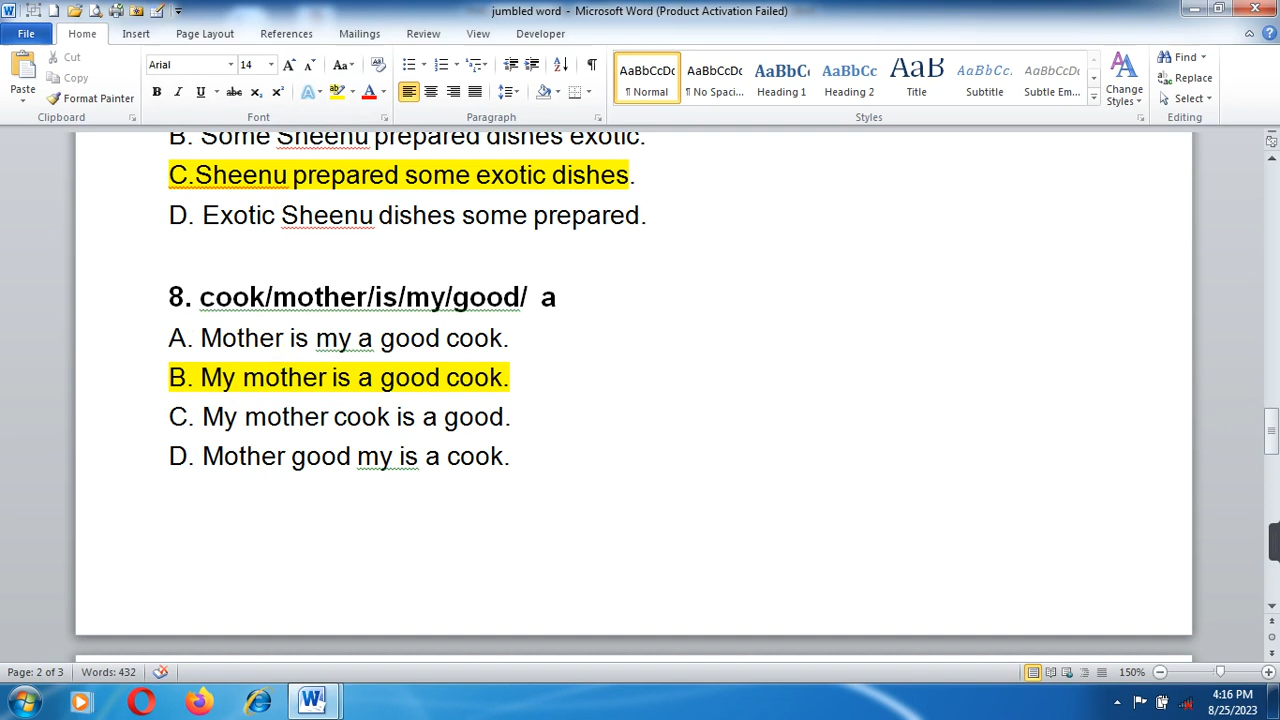 jumbled word - Microsoft Word (Product Activation Failed)
File Home Insert Page Layout References Mailings Review View Developer
Paste
Cut
Copy
Format Painter
Clipboard
Arial 14
Font
Paragraph
AaBbCcDc AaBbCcDc AaBbCc AaBbCc AaB AaBbCc. AaBbCcDc
¶ Normal ¶ No Spaci... Heading 1 Heading 2 Title Subtitle Subtle Em...
Styles
Change Styles
Find
Replace
Select
Editing
B. Some Sheenu prepared dishes exotic.
C.Sheenu prepared some exotic dishes.
D. Exotic Sheenu dishes some prepared.
8. cook/mother/is/my/good/ a
A. Mother is my a good cook.
B. My mother is a good cook.
C. My mother cook is a good.
D. Mother good my is a cook.
Page: 2 of 3 Words: 432 150%
4:16 PM
8/25/2023